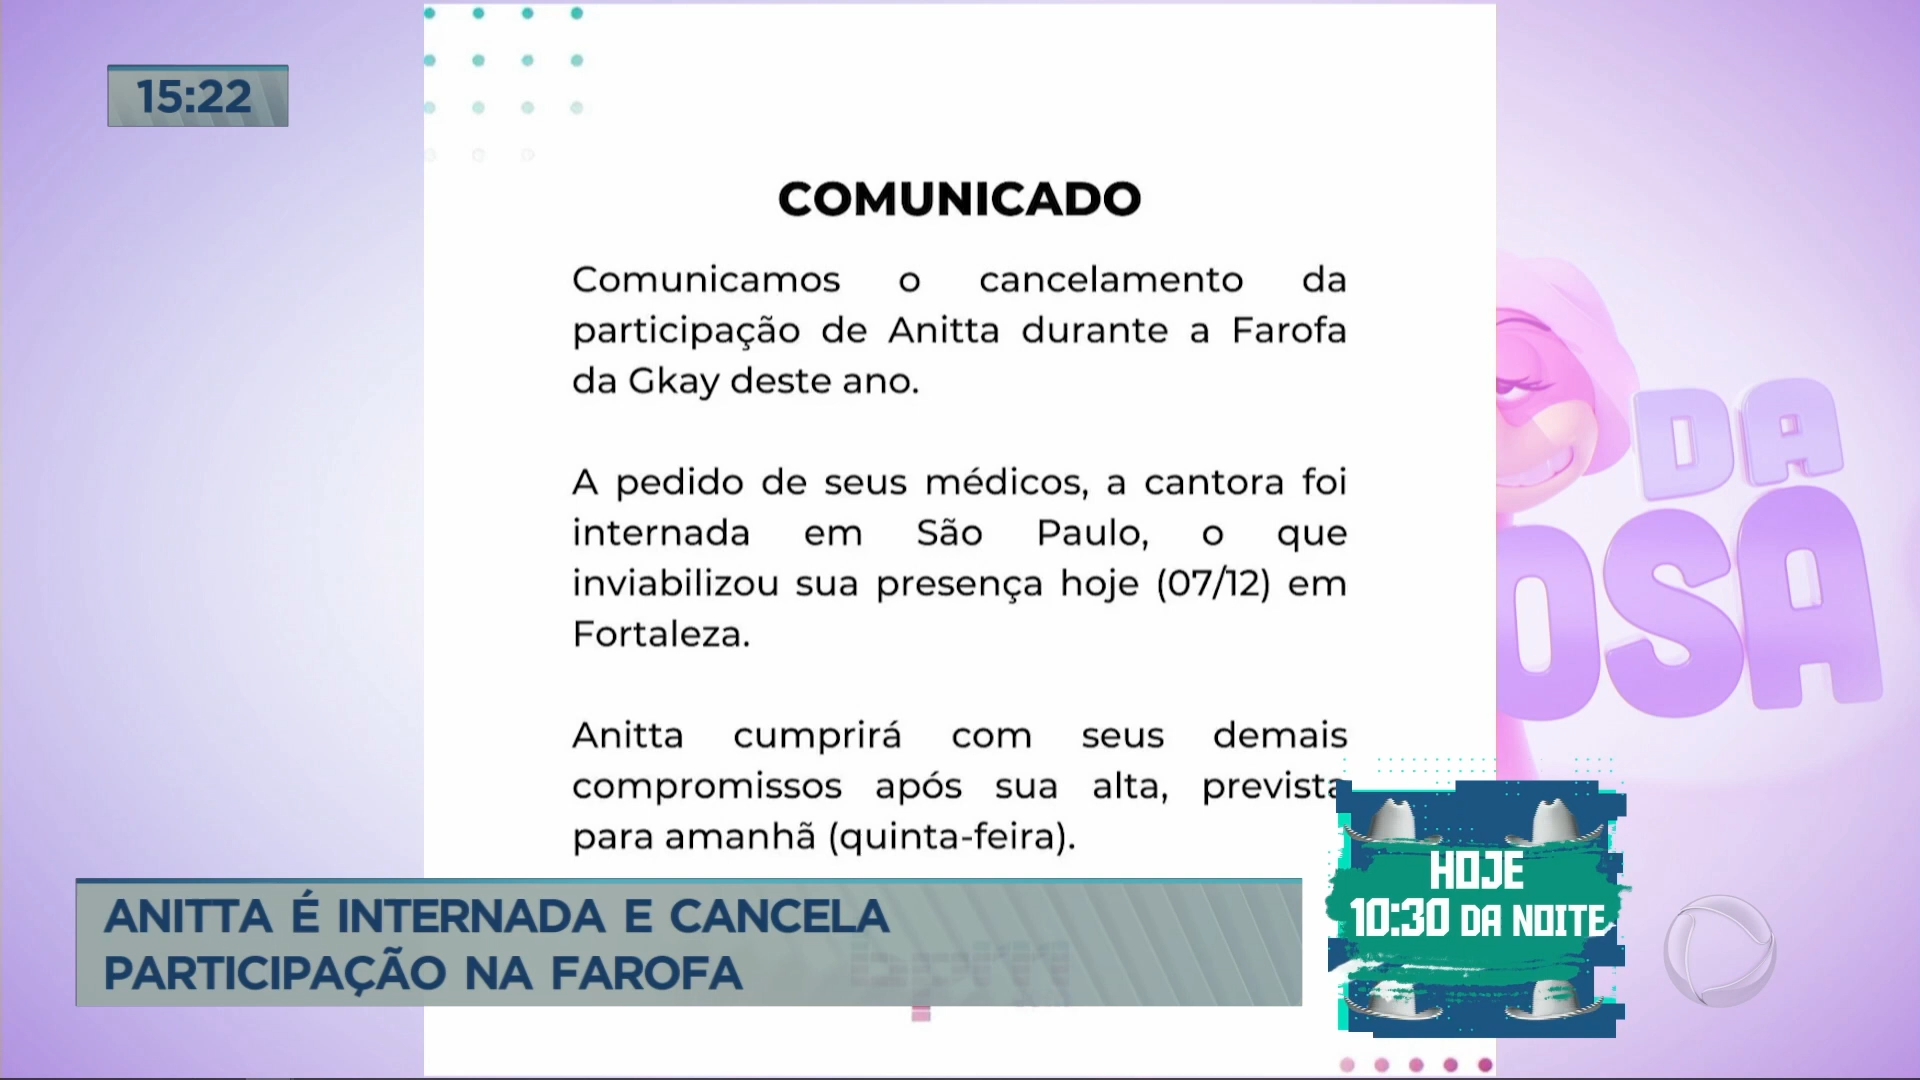 15:22
COMUNICADO
Comunicamos o cancelamento da
participação de Anitta durante a Farofa
da Gkay deste ano.
A pedido de seus médicos, a cantora foi
internada em São Paulo, o que
inviabilizou sua presença hoje (07/12) em
Fortaleza.
Anitta cumprirá com seus demais
compromissos após sua alta, prevista
para amanhã (quinta-feira).
DA
OSA
ANITTA É INTERNADA E CANCELA
PARTICIPAÇÃO NA FAROFA
bpm
HOJE
10:30 DA NOITE